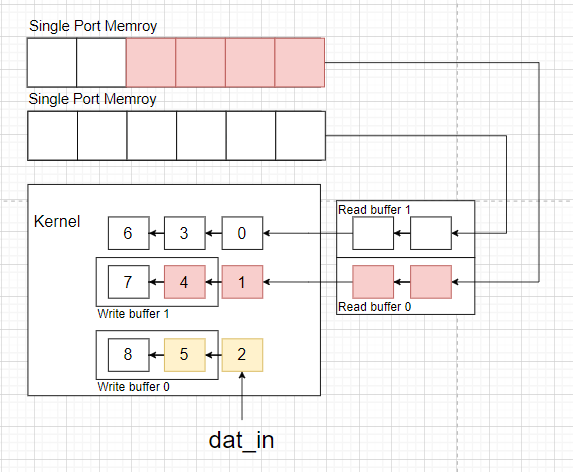 Single Port Memroy
Single Port Memroy
Kernel
Read buffer 1
6 3 0
7 4 1
Write buffer 1
Read buffer 0
8 5 2
Write buffer 0
dat_in